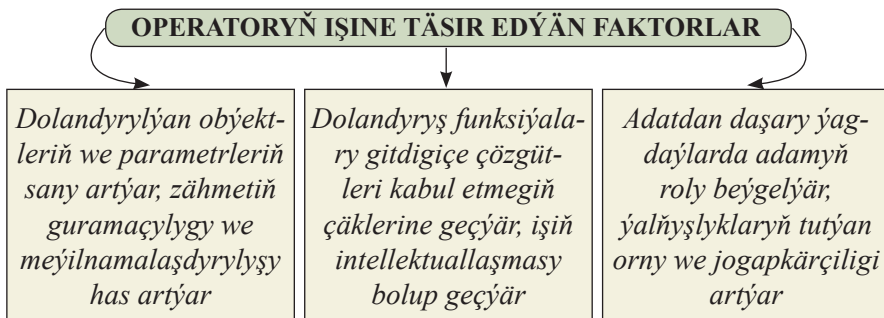 OPERATORYŇ IŞINE TÄSIR EDÝÄN FAKTORLAR
Dolandyrylýan obýekt-
leriň we parametrleriň
sany artýar, zähmetiň
guramaçylygy we
meýilnamalaşdyrylyşy
has artýar
Dolandyryş funksiýala-
ry gitdigiçe çözgüt-
leri kabul etmegiň
çäklerine geçýär, işiň
intellektuallaşmasy
bolup geçýär
Adatdan daşary ýag-
daýlarda adamyň
roly beýgelýär,
ýalňyşlyklaryň tutýan
orny we jogapkärçiligi
artýar